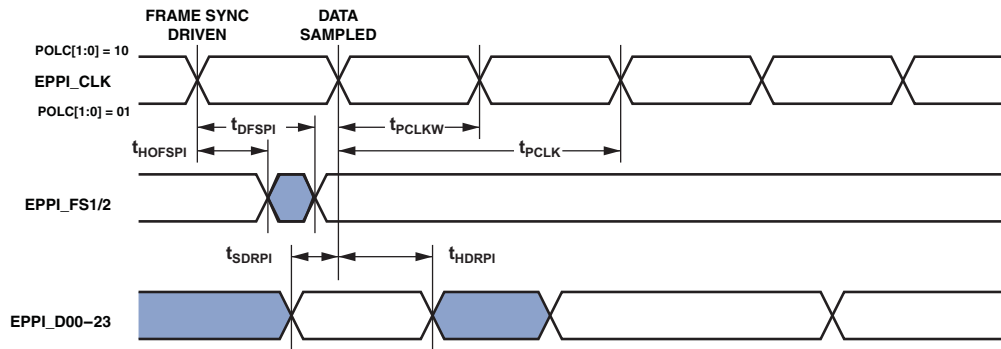 FRAME SYNC
DRIVEN
DATA
SAMPLED
POLC[1:0] = 10
EPPI_CLK
POLC[1:0] = 01
tDFSPI
tPCLKW
tHOFSPI
tPCLK
EPPI_FS1/2
tSDRPI
tHDRPI
EPPI_D00–23